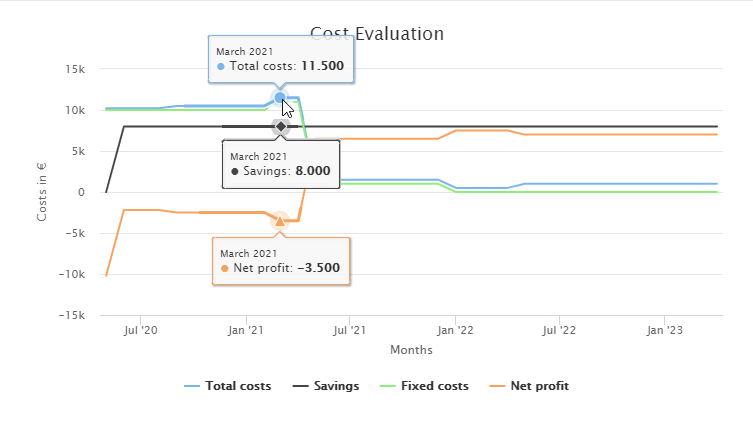 Cost Evaluation
March 2021
● Total costs: 11.500
15k
10k
5k
0
−5k
−10k
−15k
Costs in €
March 2021
● Savings: 8.000
March 2021
● Net profit: −3.500
Jul '20
Jan '21
Jul '21
Jan '22
Jul '22
Jan '23
Months
Total costs
Savings
Fixed costs
Net profit